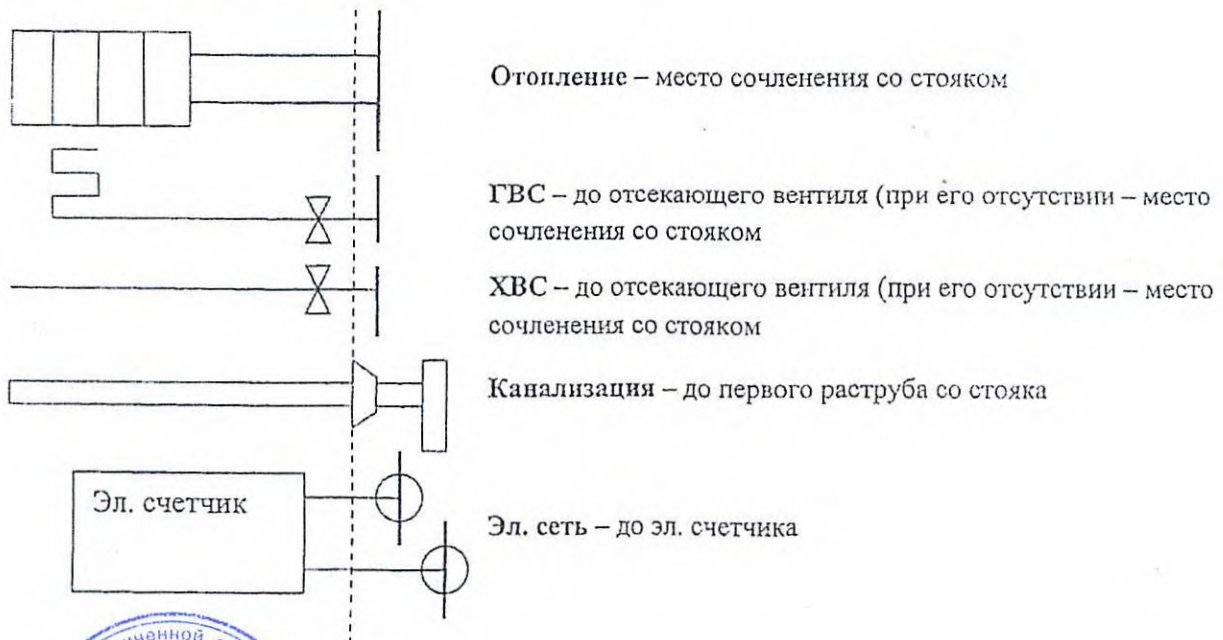 Отопление – место сочленения со стояком
ГВС – до отсекающего вентиля (при его отсутствии – место
сочленения со стояком
ХВС – до отсекающего вентиля (при его отсутствии – место
сочленения со стояком
Канализация – до первого раструба со стояка
Эл. счетчик
Эл. сеть – до эл. счетчика